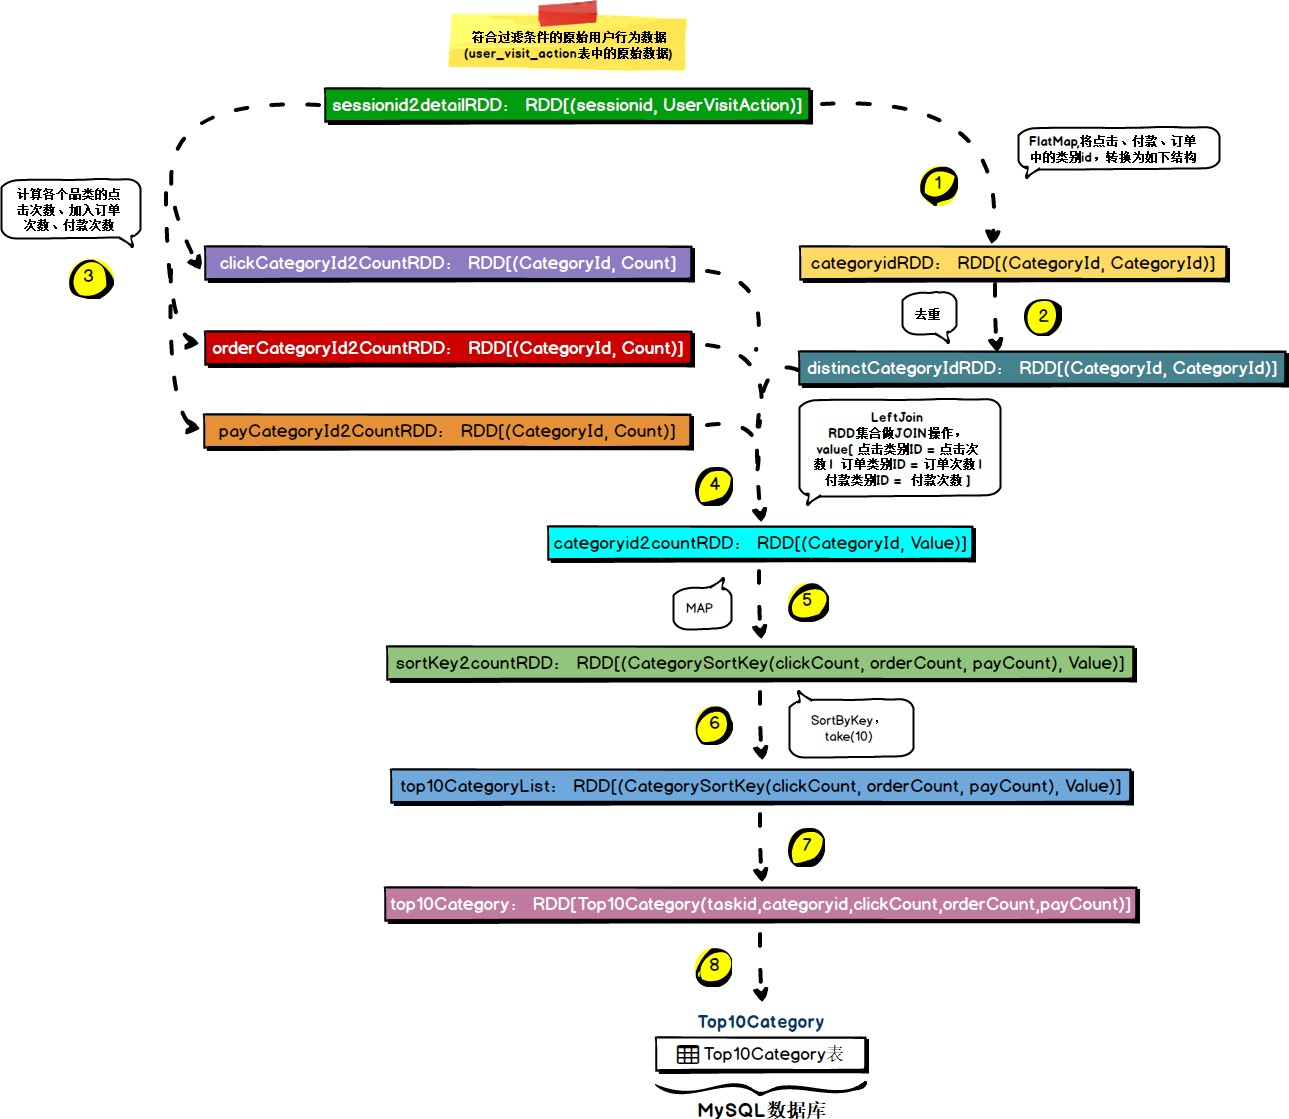 符合过滤条件的原始用户行为数据
(user_visit_action表中的原始数据)
sessionid2detailRDD： RDD[(sessionid, UserVisitAction)]
FlatMap,将点击、付款、订单
中的类别id，转换为如下结构
1
计算各个品类的点
击次数、加入订单
次数、付款次数
3
clickCategoryId2CountRDD： RDD[(CategoryId, Count]
categoryidRDD： RDD[(CategoryId, CategoryId)]
去重
2
orderCategoryId2CountRDD： RDD[(CategoryId, Count)]
distinctCategoryIdRDD： RDD[(CategoryId, CategoryId)]
payCategoryId2CountRDD： RDD[(CategoryId, Count)]
LeftJoin
RDD集合做JOIN操作，
value[ 点击类别ID = 点击次
数 | 订单类别ID = 订单次数 |
付款类别ID = 付款次数 ]
4
categoryid2countRDD： RDD[(CategoryId, Value)]
MAP
5
sortKey2countRDD： RDD[(CategorySortKey(clickCount, orderCount, payCount), Value)]
6
SortByKey，
take(10)
top10CategoryList： RDD[(CategorySortKey(clickCount, orderCount, payCount), Value)]
7
top10Category： RDD[Top10Category(taskid,categoryid,clickCount,orderCount,payCount)]
8
Top10Category
Top10Category表
MySQL数据库